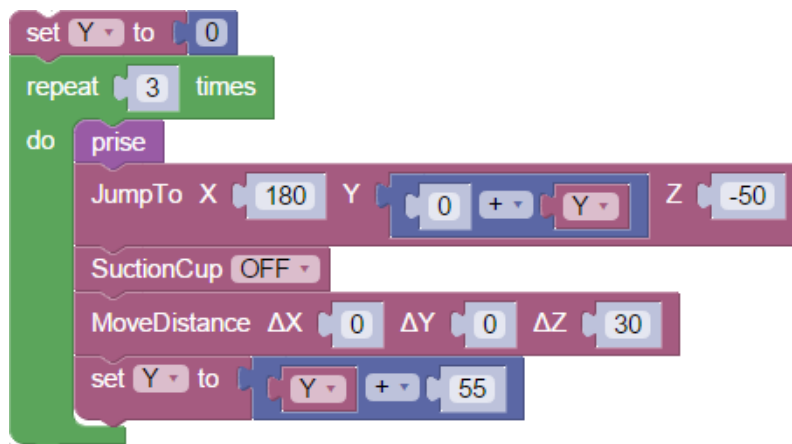 set Y to 0
repeat 3 times
do prise
JumpTo X 180 Y 0 + Y Z -50
SuctionCup OFF
MoveDistance ΔX 0 ΔY 0 ΔZ 30
set Y to Y + 55